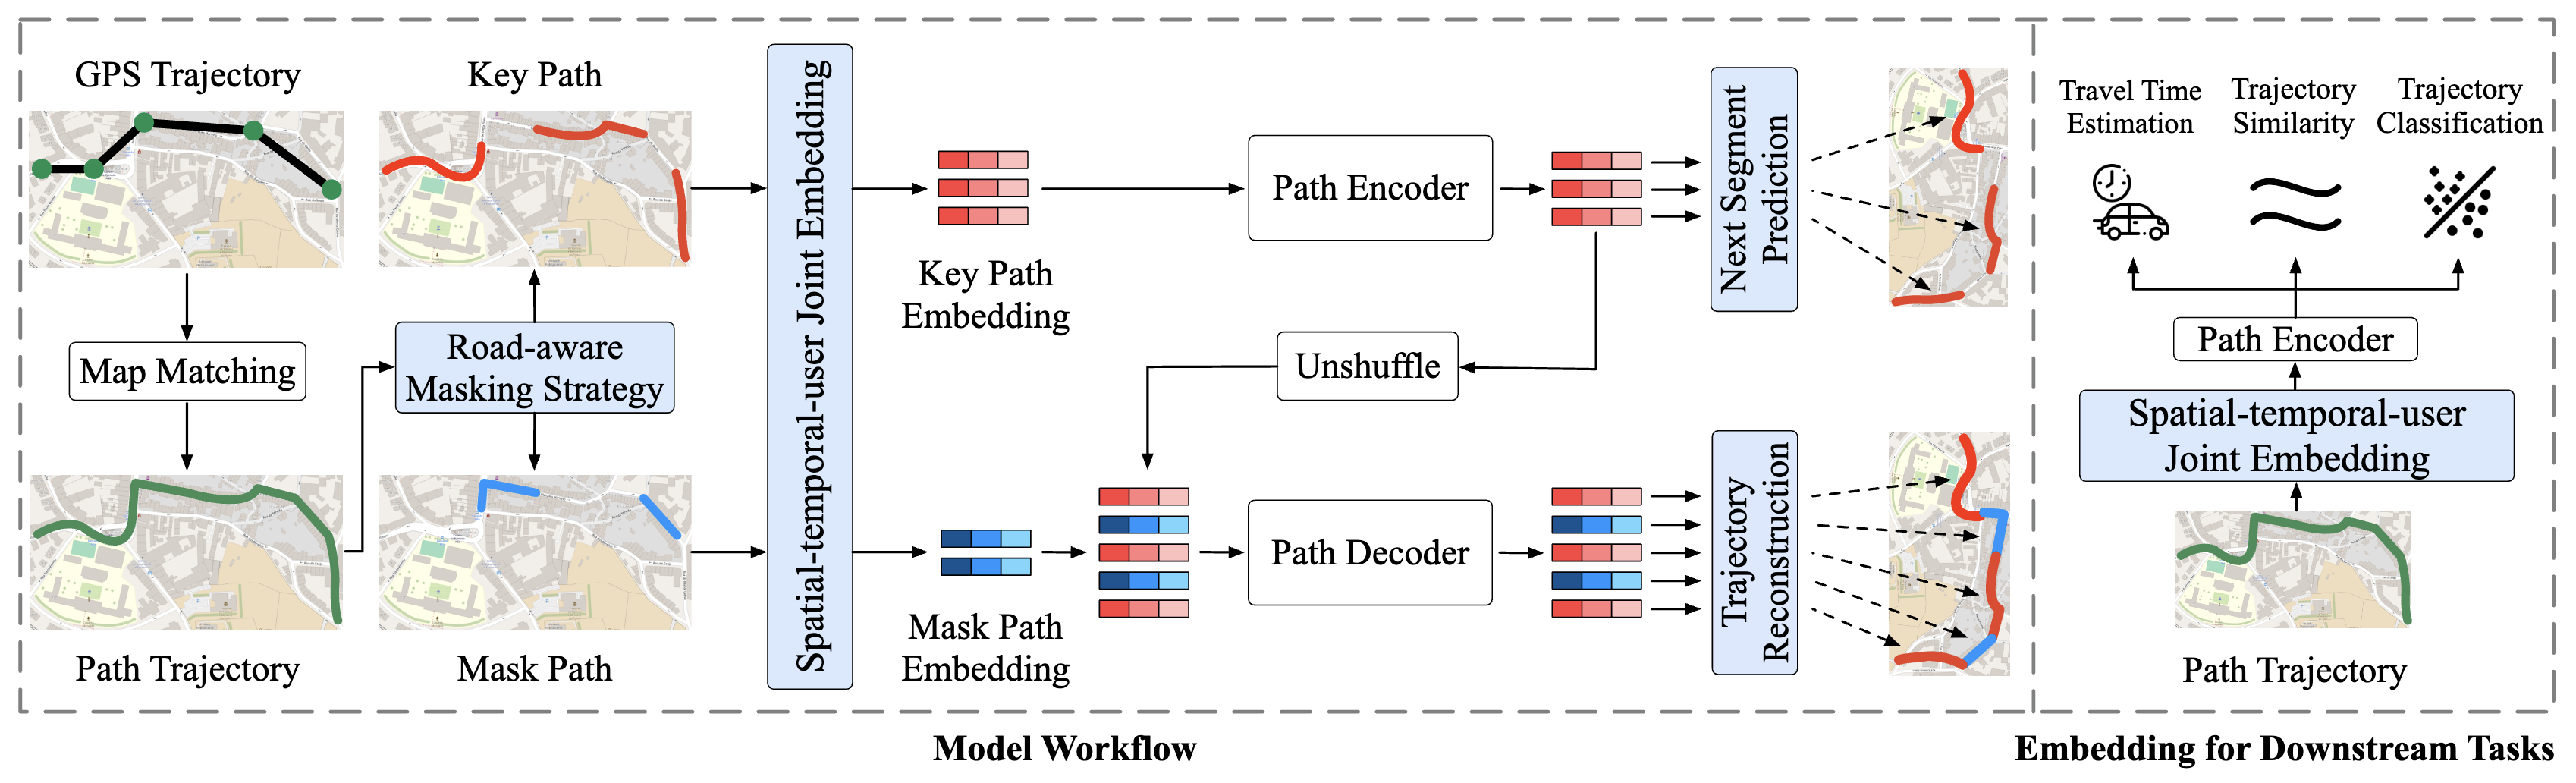 GPS Trajectory
Key Path
Map Matching
Road-aware
Masking Strategy
Path Trajectory
Mask Path
Spatial-temporal-user Joint Embedding
Key Path
Embedding
Mask Path
Embedding
Path Encoder
Unshuffle
Path Decoder
Next Segment
Prediction
Trajectory
Reconstruction
Model Workflow
Travel Time
Estimation
Trajectory
Similarity
Trajectory
Classification
Path Encoder
Spatial-temporal-user
Joint Embedding
Path Trajectory
Embedding for Downstream Tasks